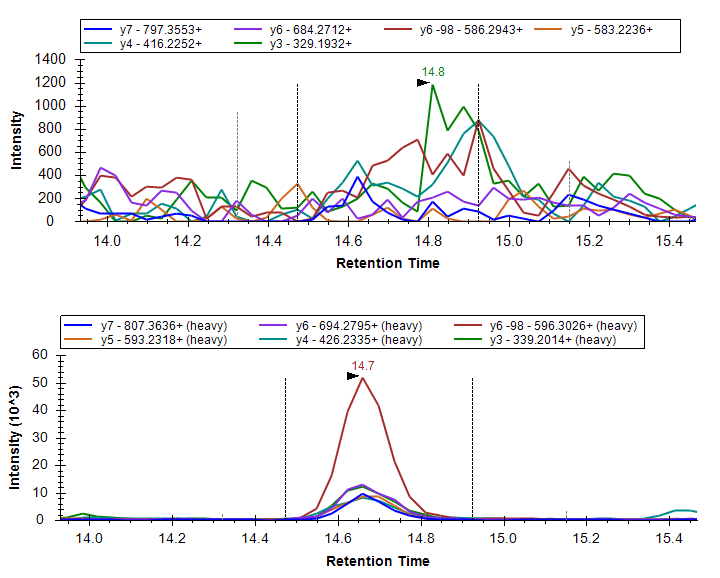 y7 - 797.3553+ y6 - 684.2712+ y6 -98 - 586.2943+ y5 - 583.2236+
y4 - 416.2252+ y3 - 329.1932+
1400
1200
1000
800
600
400
200
0
Intensity
14.8
14.0 14.2 14.4 14.6 14.8 15.0 15.2 15.4
Retention Time
y7 - 807.3636+ (heavy) y6 - 694.2795+ (heavy) y6 -98 - 596.3026+ (heavy)
y5 - 593.2318+ (heavy) y4 - 426.2335+ (heavy) y3 - 339.2014+ (heavy)
60
50
40
30
20
10
0
Intensity (10^3)
14.7
14.0 14.2 14.4 14.6 14.8 15.0 15.2 15.4
Retention Time